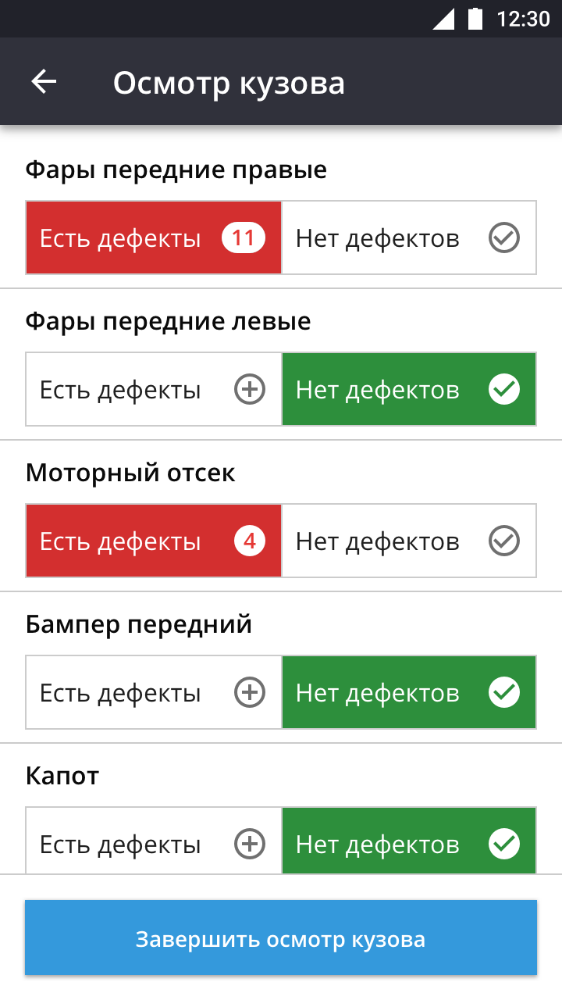 12:30
Осмотр кузова
Фары передние правые
Есть дефекты 11 Нет дефектов
Фары передние левые
Есть дефекты Нет дефектов
Моторный отсек
Есть дефекты 4 Нет дефектов
Бампер передний
Есть дефекты Нет дефектов
Капот
Есть дефекты Нет дефектов
Завершить осмотр кузова